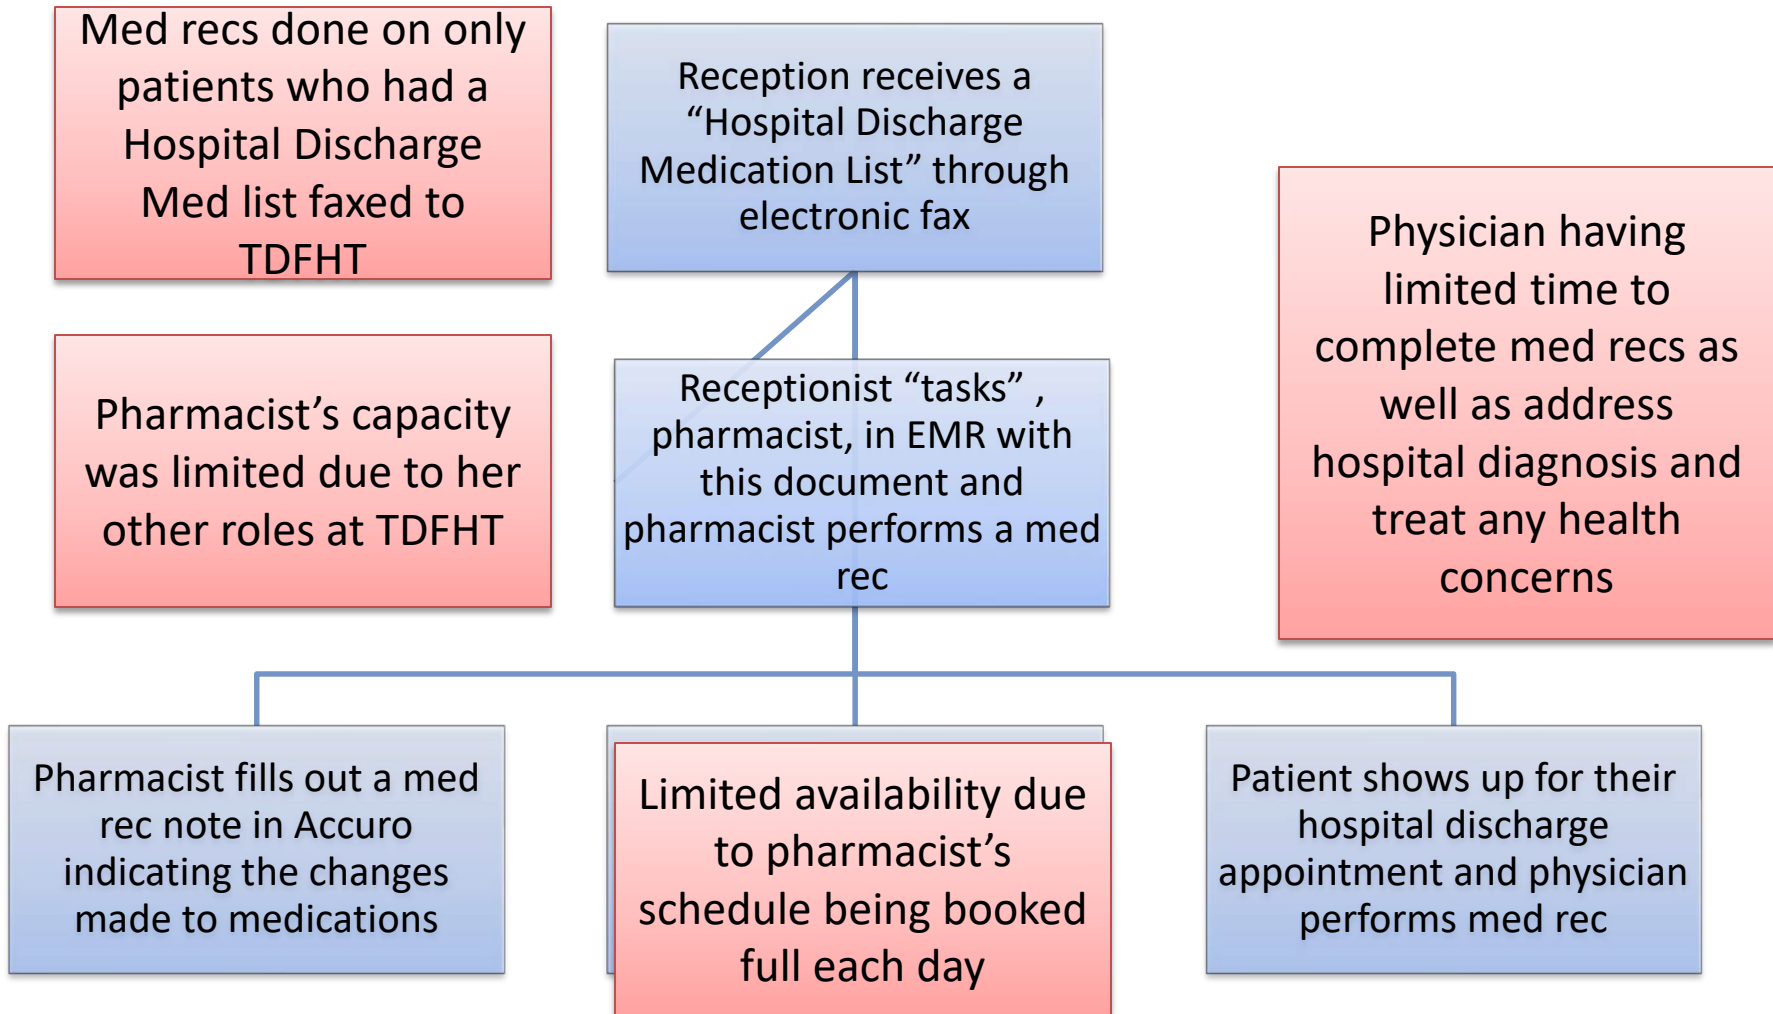 Med recs done on only
patients who had a
Hospital Discharge
Med list faxed to
TDFHT
Reception receives a
“Hospital Discharge
Medication List” through
electronic fax
Physician having
limited time to
complete med recs as
well as address
hospital diagnosis and
treat any health
concerns
Pharmacist’s capacity
was limited due to her
other roles at TDFHT
Receptionist “tasks” ,
pharmacist, in EMR with
this document and
pharmacist performs a med
rec
Pharmacist fills out a med
rec note in Accuro
indicating the changes
made to medications
Limited availability due
to pharmacist’s
schedule being booked
full each day
Patient shows up for their
hospital discharge
appointment and physician
performs med rec